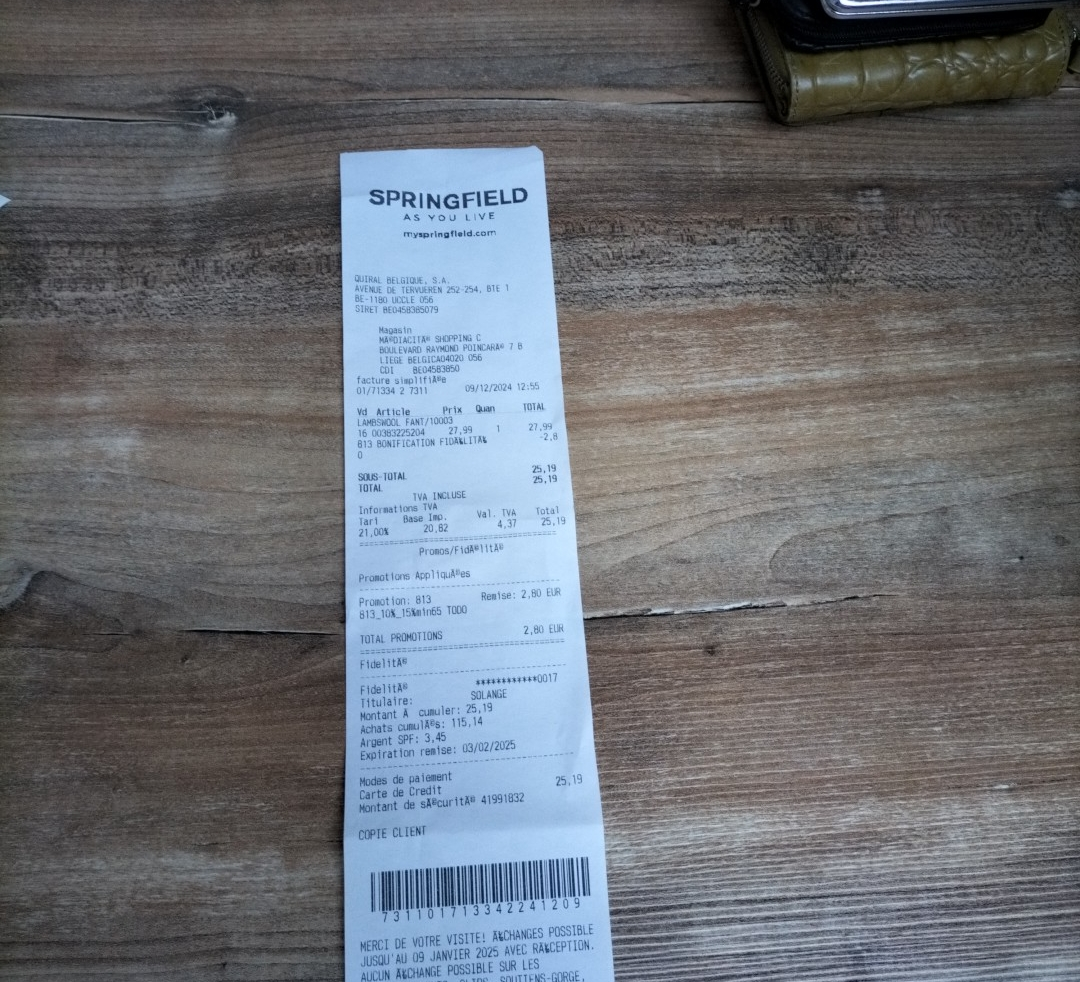 SPRINGFIELD
AS YOU LIVE
myspringfield.com
QUIRAL BELGIQUE, S.A.
AVENUE DE TERVUEREN 252-254, BTE 1
BE-1180 UCCLE 056
SIRET BE0458385079
Magasin
MÃ©DIACITÃ© SHOPPING C
BOULEVARD RAYMOND POINCARÃ© 7 B
LIEGE BELGICA04020 056
CDI BE04583850
facture simplifiÃ©e
01/71334 2 7311 09/12/2024 12:55
Vd Article Prix Quan TOTAL
LAMBSWOOL FANT/10003
16 00383225204 27,99 1 27,99
813 BONIFICATION FIDÃ‰LITÃ‰ -2,8
0
SOUS-TOTAL 25,19
TOTAL 25,19
TVA INCLUSE
Informations TVA
Tari Base Imp. Val. TVA Total
21,00% 20,82 4,37 25,19
Promos/FidÃ©litÃ©
Promotions AppliquÃ©es
Promotion: 813 Remise: 2,80 EUR
813_10%_15%min65 TODO
TOTAL PROMOTIONS 2,80 EUR
FidelitÃ©
FidelitÃ© ************0017
Titulaire: SOLANGE
Montant Ã cumuler: 25,19
Achats cumulÃ©s: 115,14
Argent SPF: 3,45
Expiration remise: 03/02/2025
Modes de paiement
Carte de Credit 25,19
Montant de sÃ©curitÃ© 41991832
COPIE CLIENT
731101713342241209
MERCI DE VOTRE VISITE! Ã‰CHANGES POSSIBLE
JUSQU'AU 09 JANVIER 2025 AVEC RÃ‰CEPTION.
AUCUN Ã‰CHANGE POSSIBLE SUR LES
SOUTIENS-GORGE,